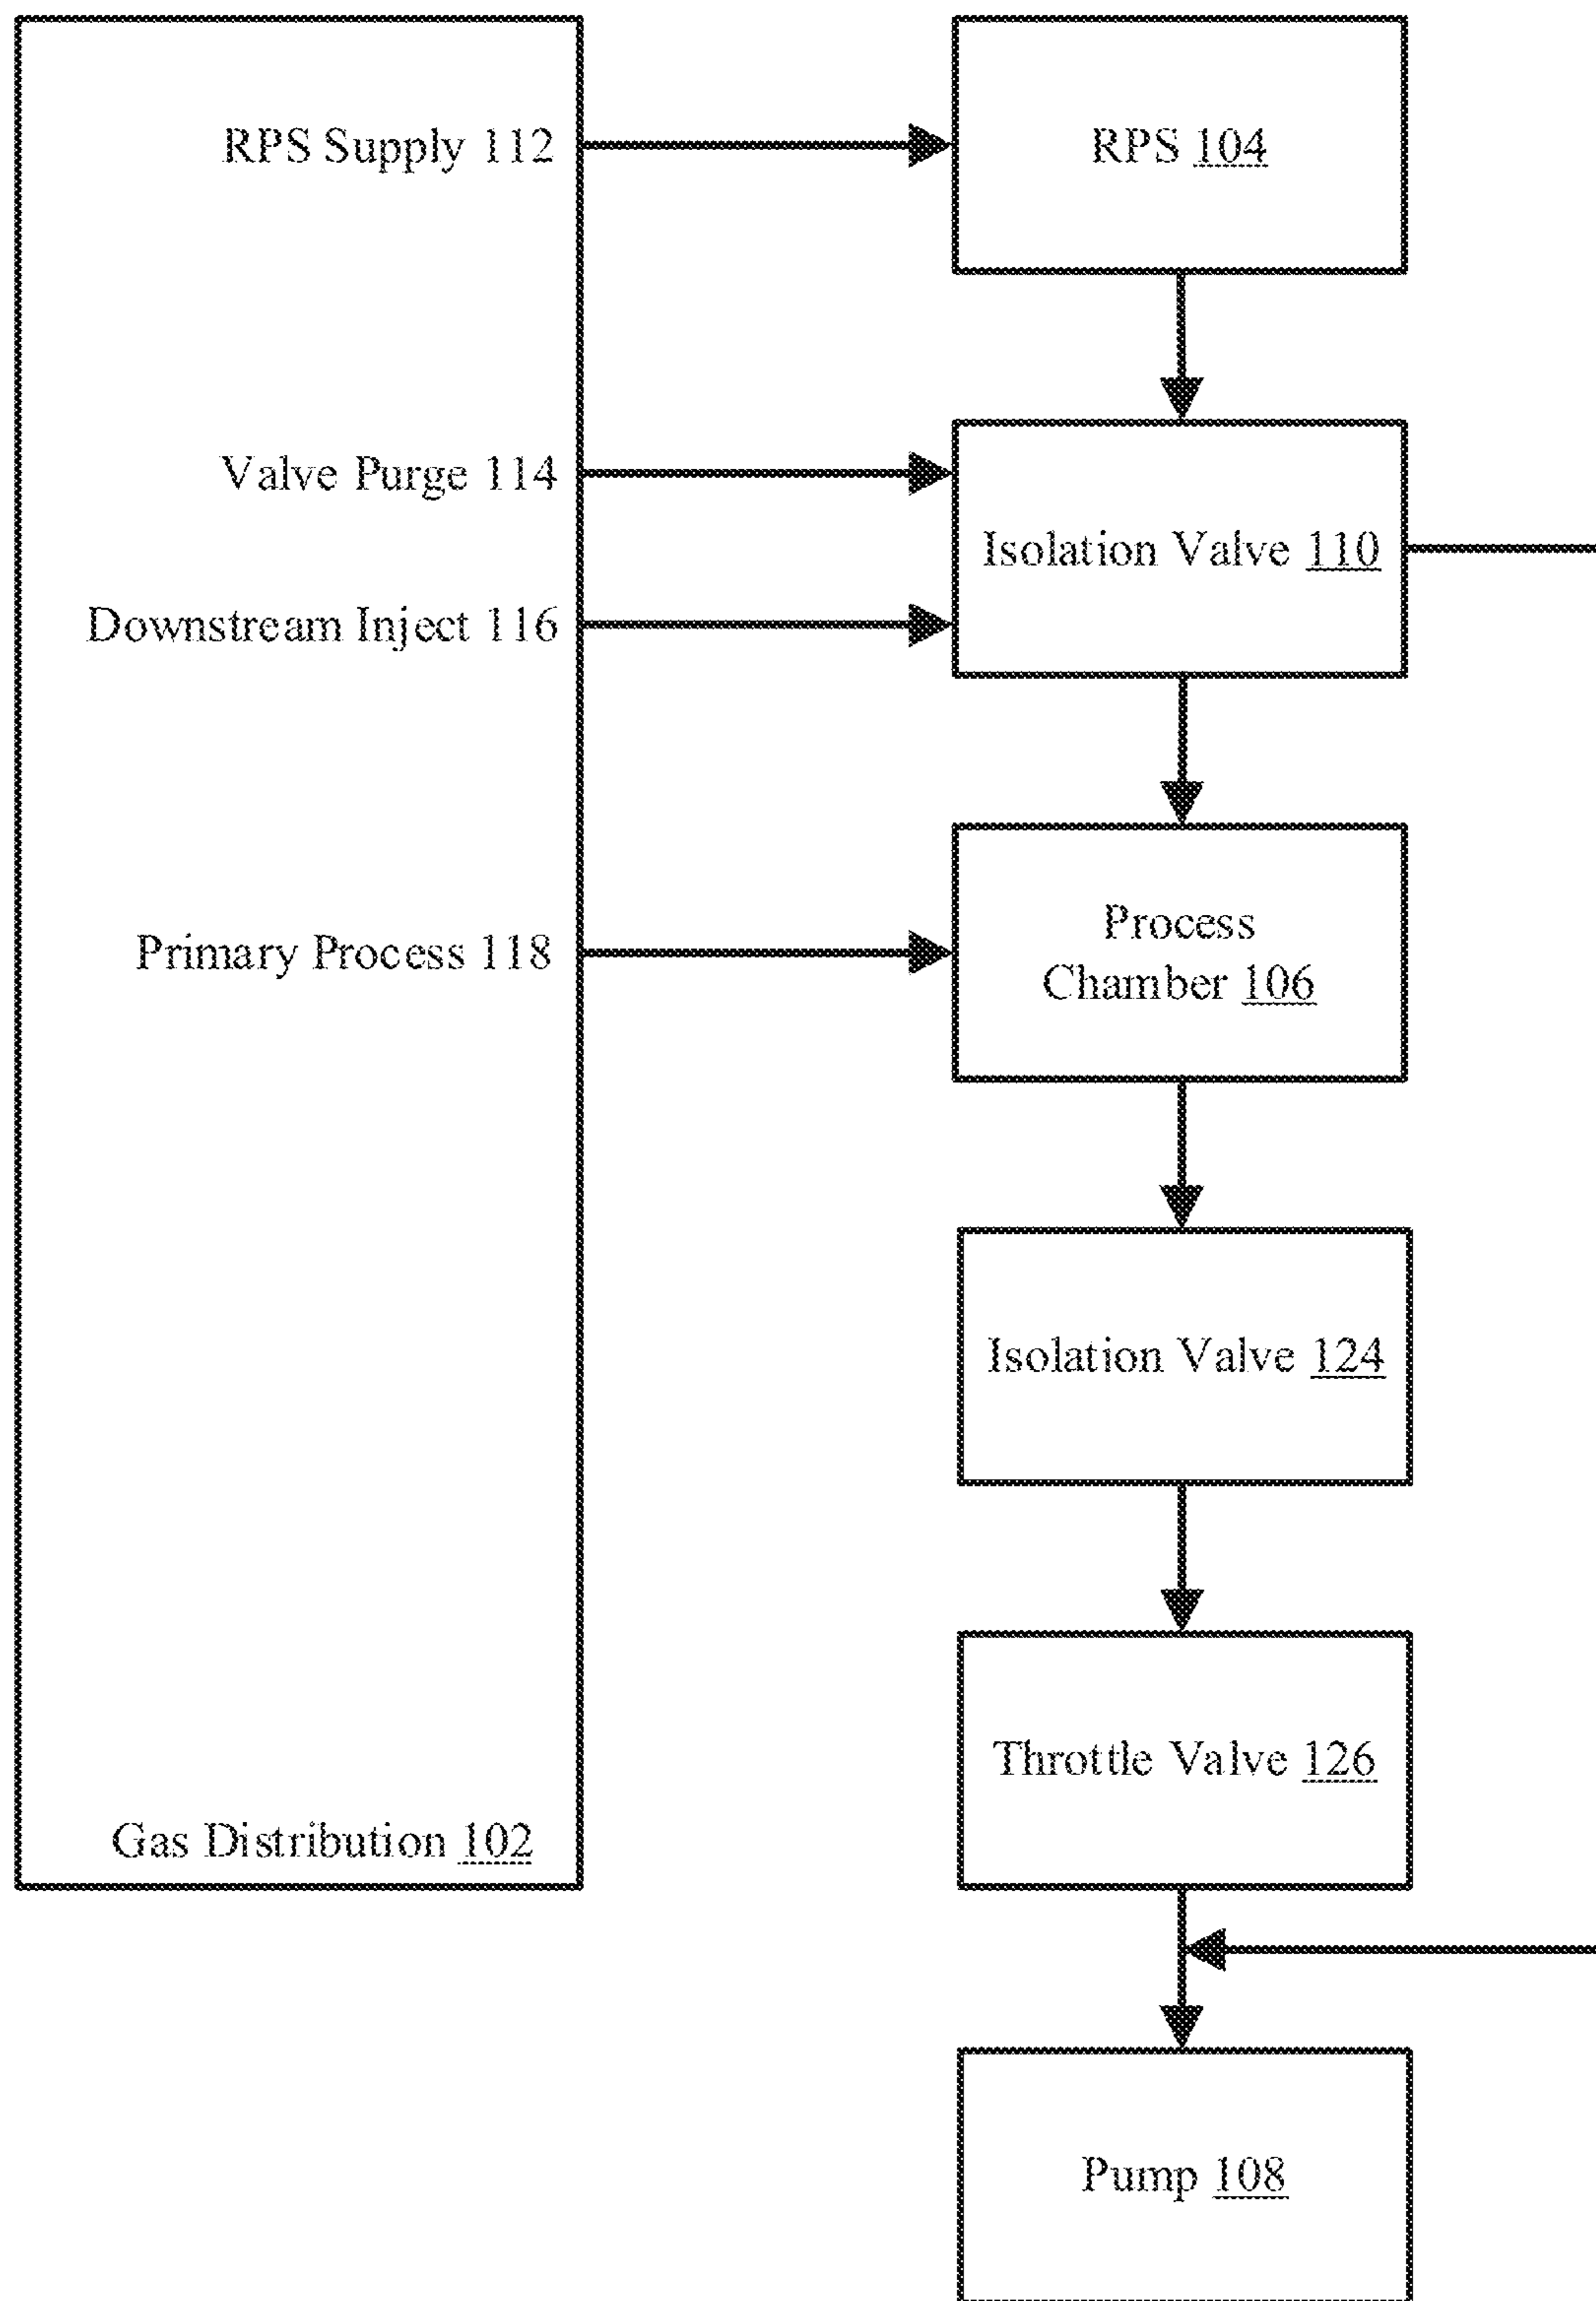 RPS Supply 112
RPS 104
Valve Purge 114
Isolation Valve 110
Downstream Inject 116
Primary Process 118
Process
Chamber 106
Isolation Valve 124
Throttle Valve 126
Gas Distribution 102
Pump 108